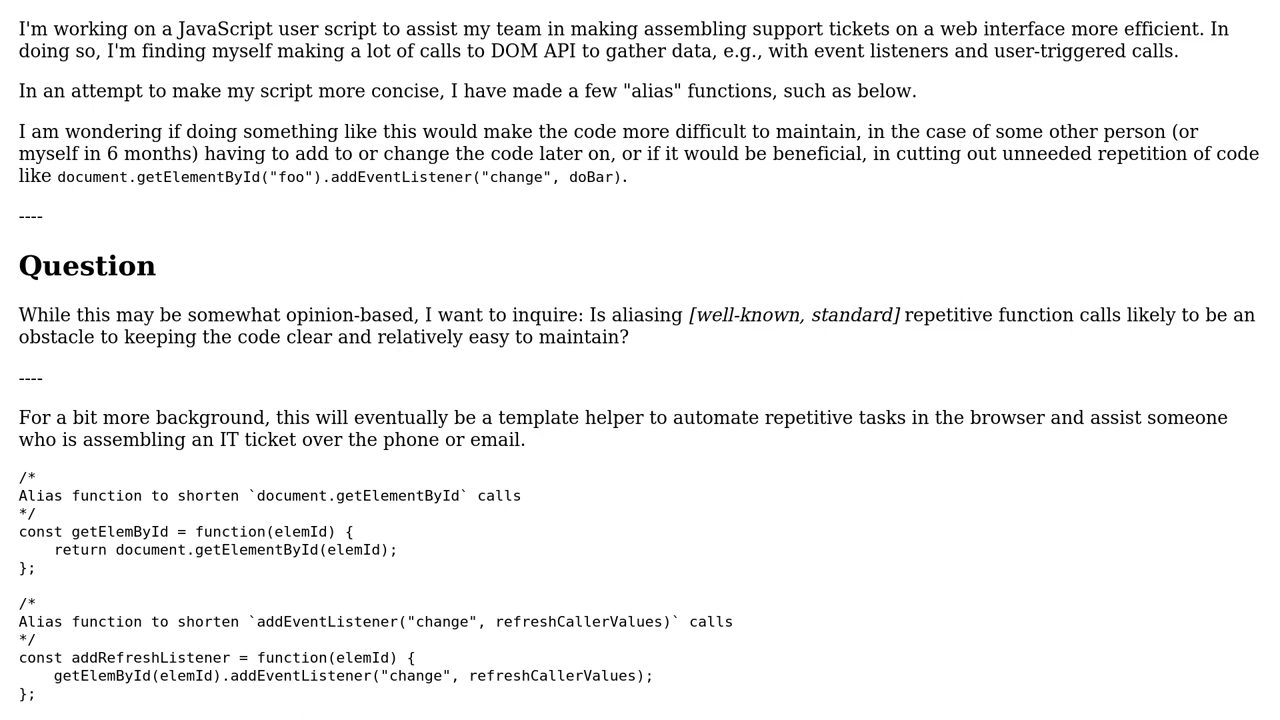 I'm working on a JavaScript user script to assist my team in making assembling support tickets on a web interface more efficient. In
doing so, I'm finding myself making a lot of calls to DOM API to gather data, e.g., with event listeners and user-triggered calls.
In an attempt to make my script more concise, I have made a few "alias" functions, such as below.
I am wondering if doing something like this would make the code more difficult to maintain, in the case of some other person (or
myself in 6 months) having to add to or change the code later on, or if it would be beneficial, in cutting out unneeded repetition of code
like document.getElementById("foo").addEventListener("change", doBar).
----
Question
While this may be somewhat opinion-based, I want to inquire: Is aliasing [well-known, standard] repetitive function calls likely to be an
obstacle to keeping the code clear and relatively easy to maintain?
----
For a bit more background, this will eventually be a template helper to automate repetitive tasks in the browser and assist someone
who is assembling an IT ticket over the phone or email.
/*
Alias function to shorten `document.getElementById` calls
*/
const getElemById = function(elemId) {
    return document.getElementById(elemId);
};
/*
Alias function to shorten `addEventListener("change", refreshCallerValues)` calls
*/
const addRefreshListener = function(elemId) {
    getElemById(elemId).addEventListener("change", refreshCallerValues);
};